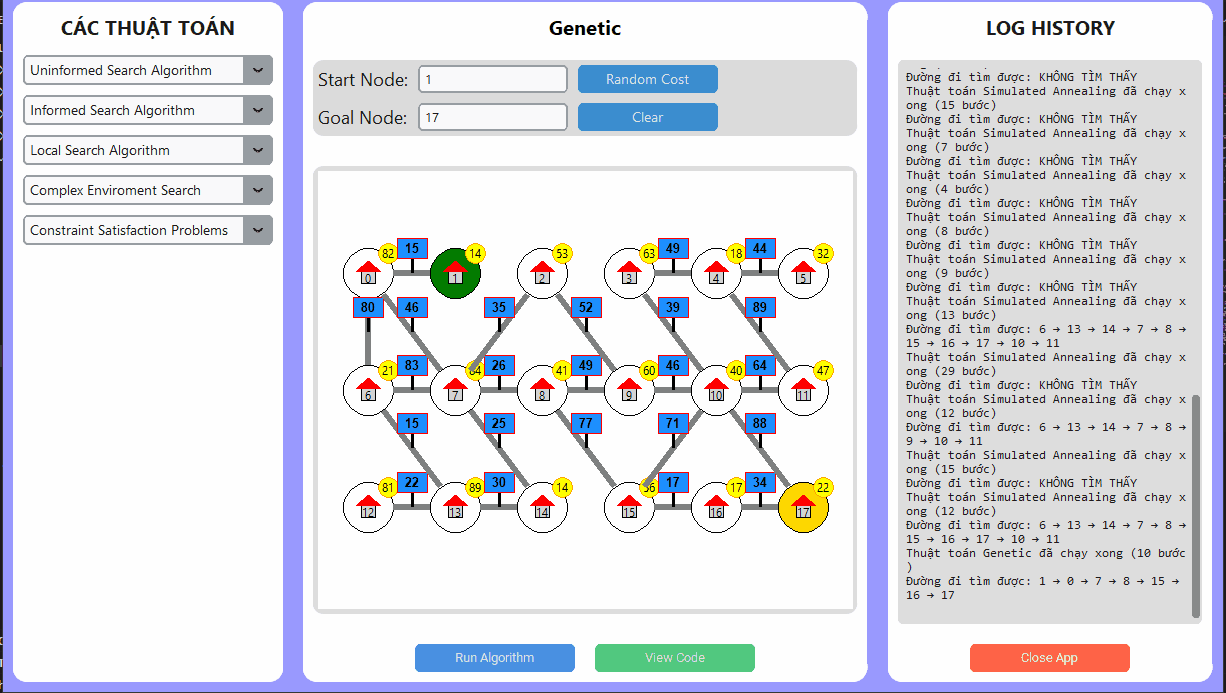 CÁC THUẬT TOÁN
Uninformed Search Algorithm
Informed Search Algorithm
Local Search Algorithm
Complex Enviroment Search
Constraint Satisfaction Problems
Genetic
Start Node: 1 Random Cost
Goal Node: 17 Clear
82 15 14 53 63 49 18 44 32
0 1 2 3 4 5
80 46 35 52 39 89
21 83 84 26 41 49 60 46 40 64 47
6 7 8 9 10 11
15 25 77 71 88
81 22 89 30 14 56 17 17 34 22
12 13 14 15 16 17
Run Algorithm View Code
LOG HISTORY
Đường đi tìm được: KHÔNG TÌM THẤY
Thuật toán Simulated Annealing đã chạy x
ong (15 bước)
Đường đi tìm được: KHÔNG TÌM THẤY
Thuật toán Simulated Annealing đã chạy x
ong (7 bước)
Đường đi tìm được: KHÔNG TÌM THẤY
Thuật toán Simulated Annealing đã chạy x
ong (4 bước)
Đường đi tìm được: KHÔNG TÌM THẤY
Thuật toán Simulated Annealing đã chạy x
ong (8 bước)
Đường đi tìm được: KHÔNG TÌM THẤY
Thuật toán Simulated Annealing đã chạy x
ong (9 bước)
Đường đi tìm được: KHÔNG TÌM THẤY
Thuật toán Simulated Annealing đã chạy x
ong (13 bước)
Đường đi tìm được: 6 → 13 → 14 → 7 → 8 →
15 → 16 → 17 → 10 → 11
Thuật toán Simulated Annealing đã chạy x
ong (29 bước)
Đường đi tìm được: KHÔNG TÌM THẤY
Thuật toán Simulated Annealing đã chạy x
ong (12 bước)
Đường đi tìm được: 6 → 13 → 14 → 7 → 8 →
9 → 10 → 11
Thuật toán Simulated Annealing đã chạy x
ong (15 bước)
Đường đi tìm được: KHÔNG TÌM THẤY
Thuật toán Simulated Annealing đã chạy x
ong (12 bước)
Đường đi tìm được: 6 → 13 → 14 → 7 → 8 →
15 → 16 → 17 → 10 → 11
Thuật toán Genetic đã chạy xong (10 bước
)
Đường đi tìm được: 1 → 0 → 7 → 8 → 15 →
16 → 17
Close App